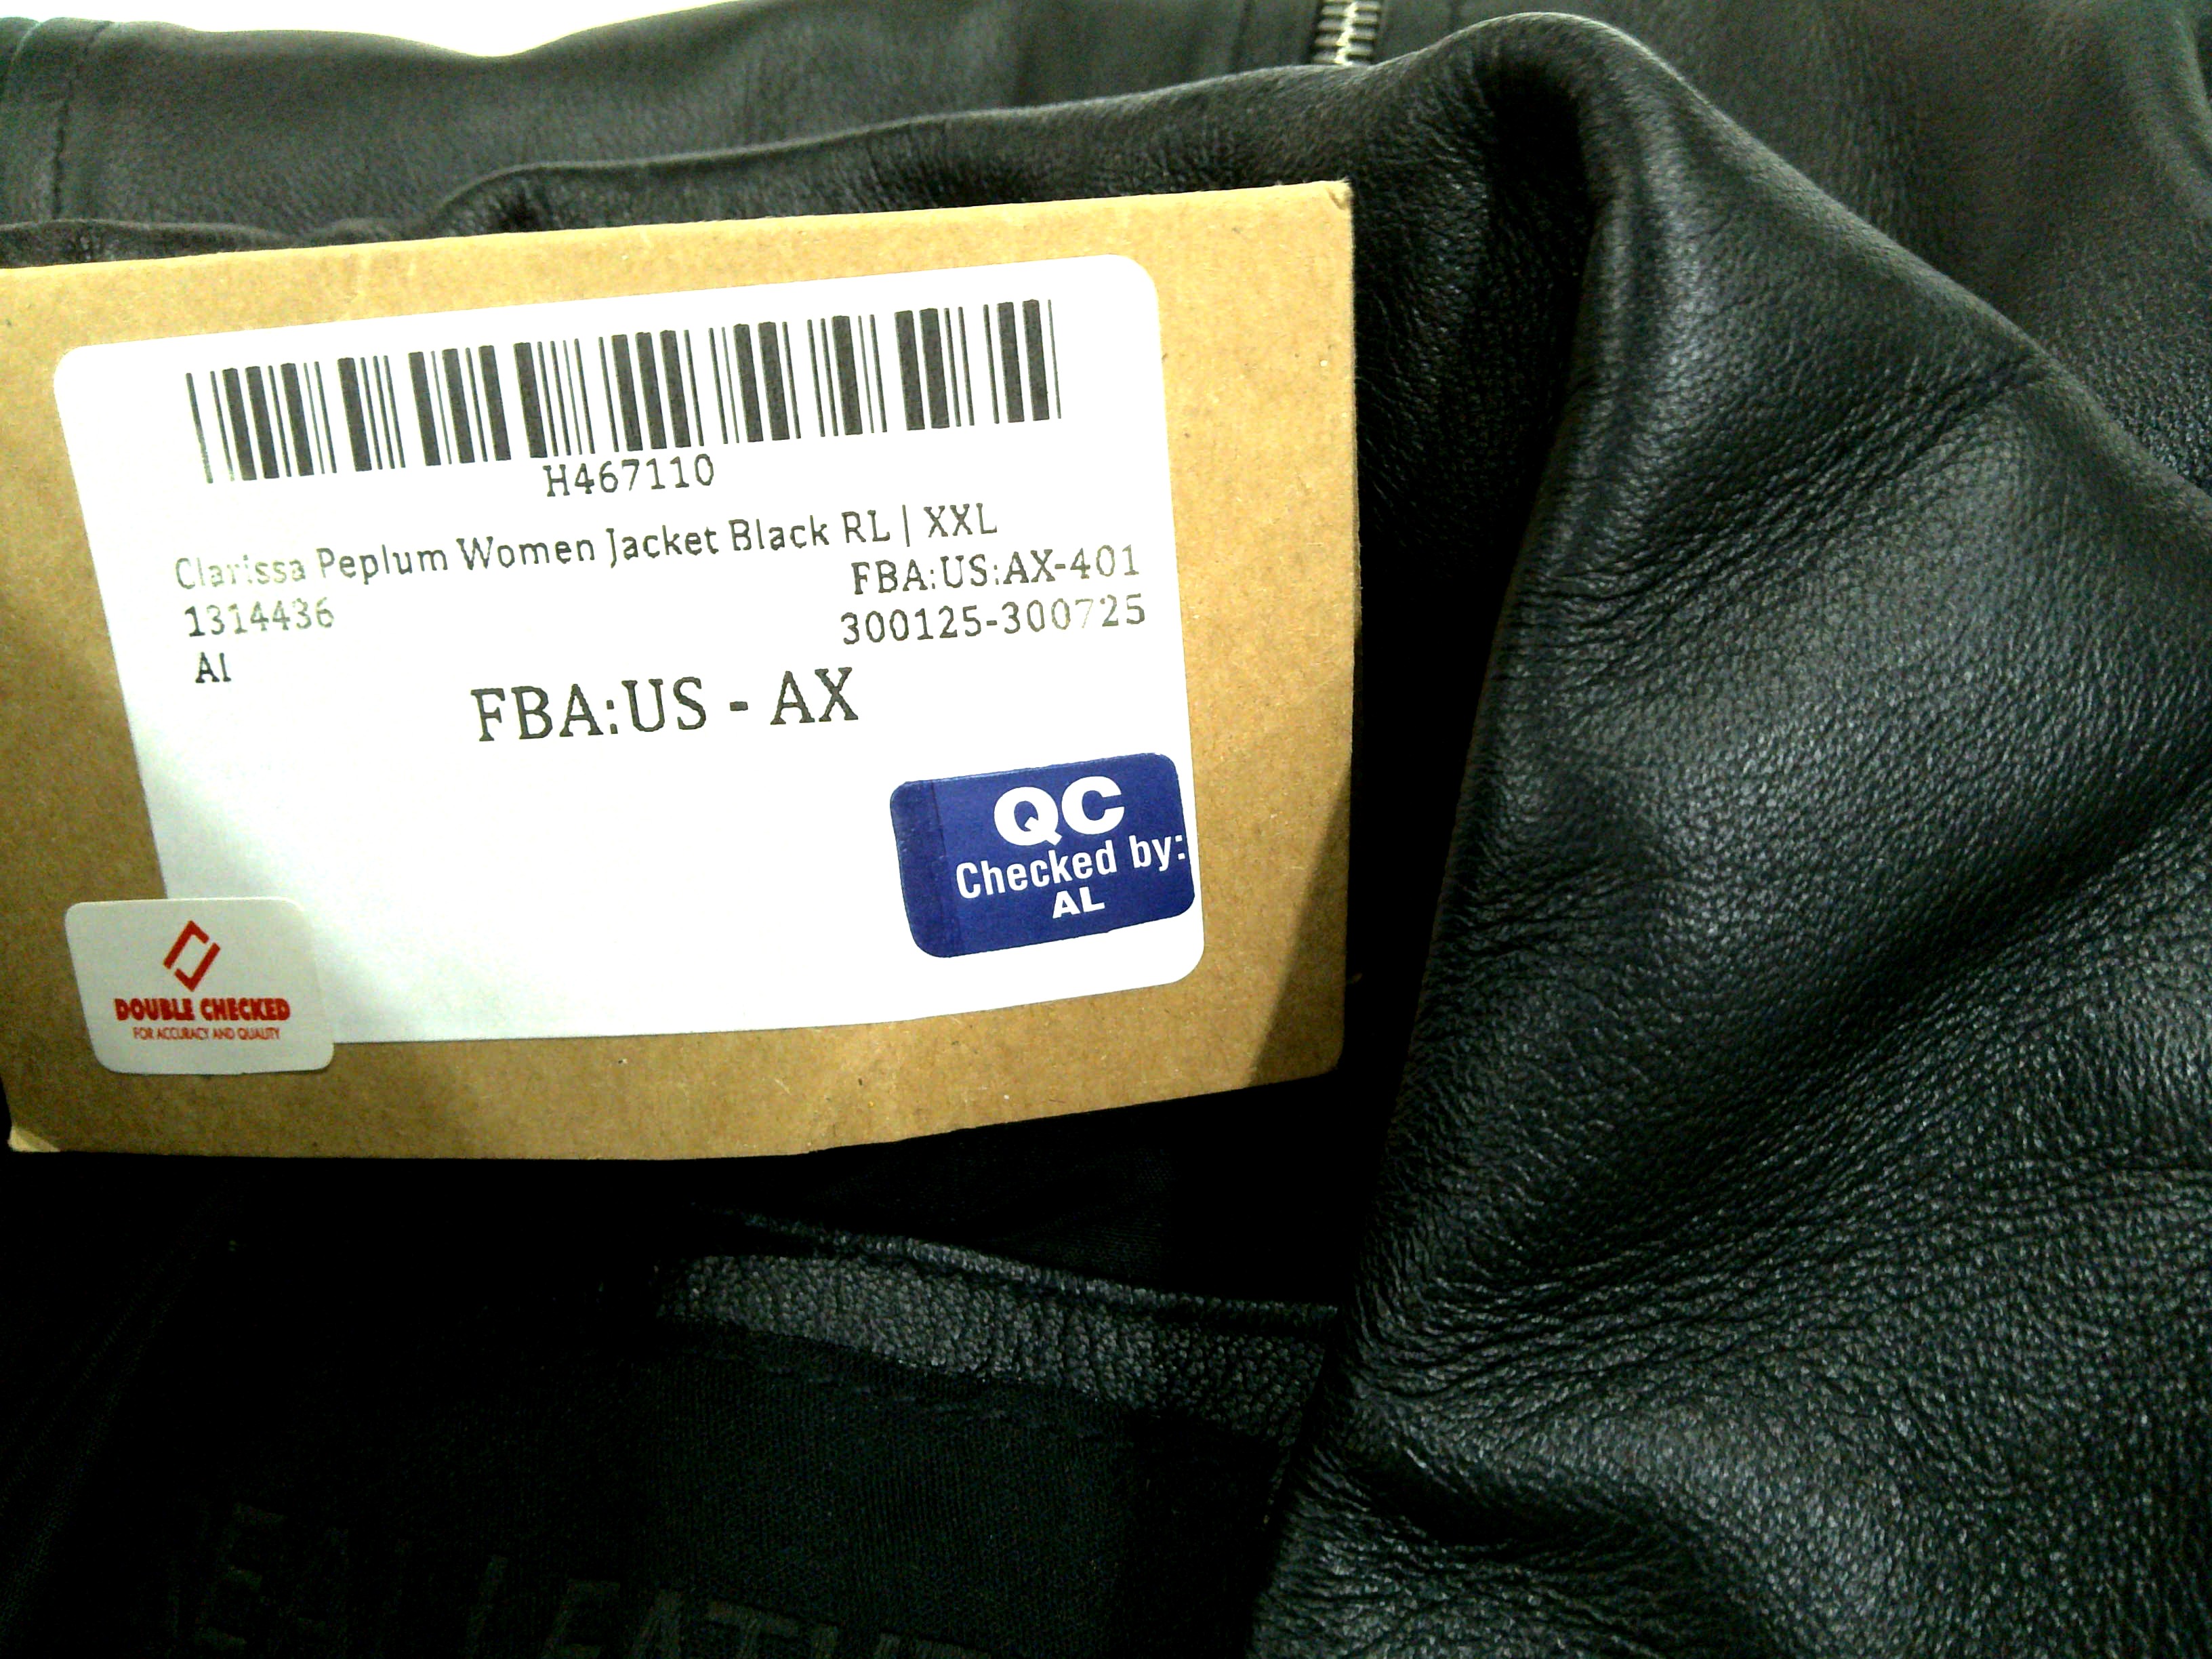 H467110
Clarissa Peplum Women Jacket Black RL | XXL
FBA:US:AX-401
1314436
300125-300725
AI
FBA:US - AX
QC
Checked by:
AL
DOUBLE CHECKED
FOR ACCURACY AND QUALITY